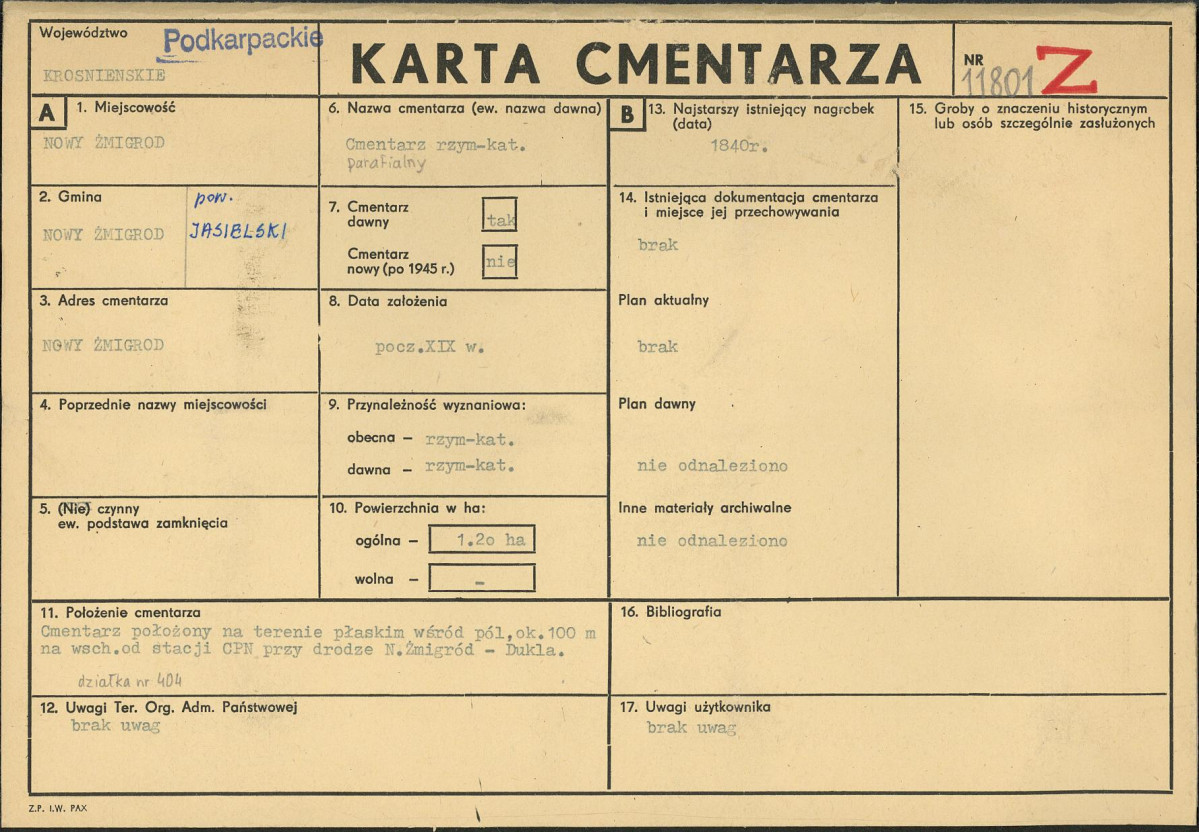 Województwo
Podkarpackie
KROSNIENSKIE
KARTA CMENTARZA
NR
11801
Z
A
1. Miejscowość
NOWY ŻMIGROD
2. Gmina
NOWY ŻMIGROD
pow.
JASIELSKI
3. Adres cmentarza
NOWY ŻMIGROD
4. Poprzednie nazwy miejscowości
5. (Nie) czynny
ew. podstawa zamknięcia
6. Nazwa cmentarza (ew. nazwa dawna)
Cmentarz rzym-kat.
parafialny
7. Cmentarz
dawny
tak
Cmentarz
nowy (po 1945 r.)
nie
8. Data założenia
pocz.XIX w.
9. Przynależność wyznaniowa:
obecna – rzym-kat.
dawna – rzym-kat.
10. Powierzchnia w ha:
ogólna – 1.2o ha
wolna – –
11. Położenie cmentarza
Cmentarz położony na terenie płaskim wśród pól,ok.100 m
na wsch.od stacji CPN przy drodze N.Żmigród – Dukla.
działka nr 404
12. Uwagi Ter. Org. Adm. Państwowej
brak uwag
B
13. Najstarszy istniejący nagrobek
(data)
1840r.
14. Istniejąca dokumentacja cmentarza
i miejsce jej przechowywania
brak
Plan aktualny
brak
Plan dawny
nie odnaleziono
Inne materiały archiwalne
nie odnaleziono
15. Groby o znaczeniu historycznym
lub osób szczególnie zasłużonych
16. Bibliografia
17. Uwagi użytkownika
brak uwag
Z.P. I.W. PAX